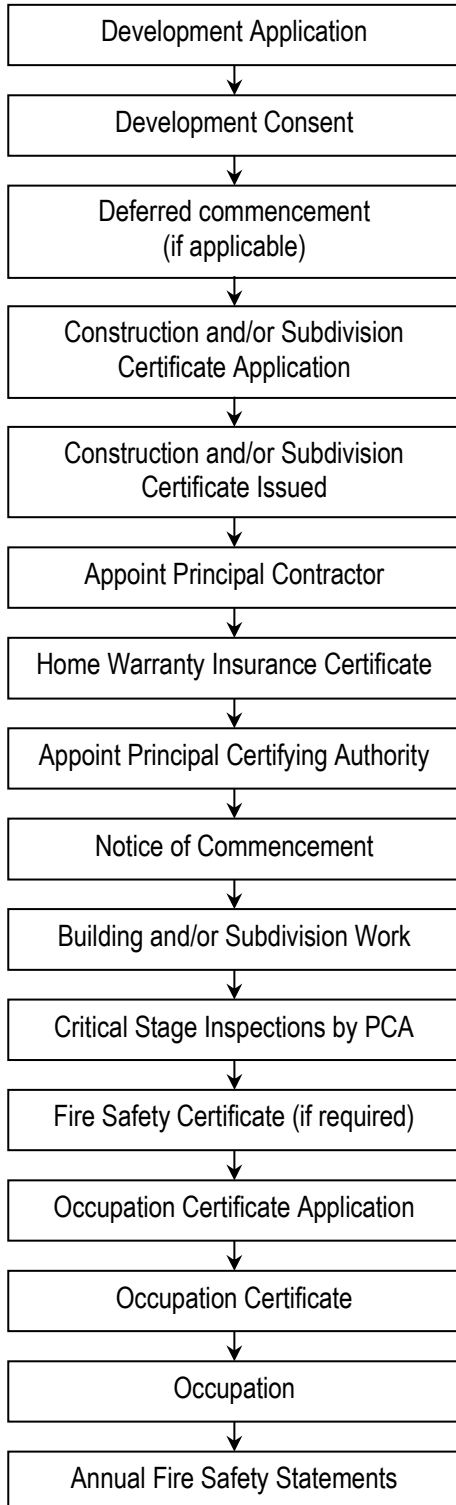 Development Application
Development Consent
Deferred commencement
(if applicable)
Construction and/or Subdivision
Certificate Application
Construction and/or Subdivision
Certificate Issued
Appoint Principal Contractor
Home Warranty Insurance Certificate
Appoint Principal Certifying Authority
Notice of Commencement
Building and/or Subdivision Work
Critical Stage Inspections by PCA
Fire Safety Certificate (if required)
Occupation Certificate Application
Occupation Certificate
Occupation
Annual Fire Safety Statements